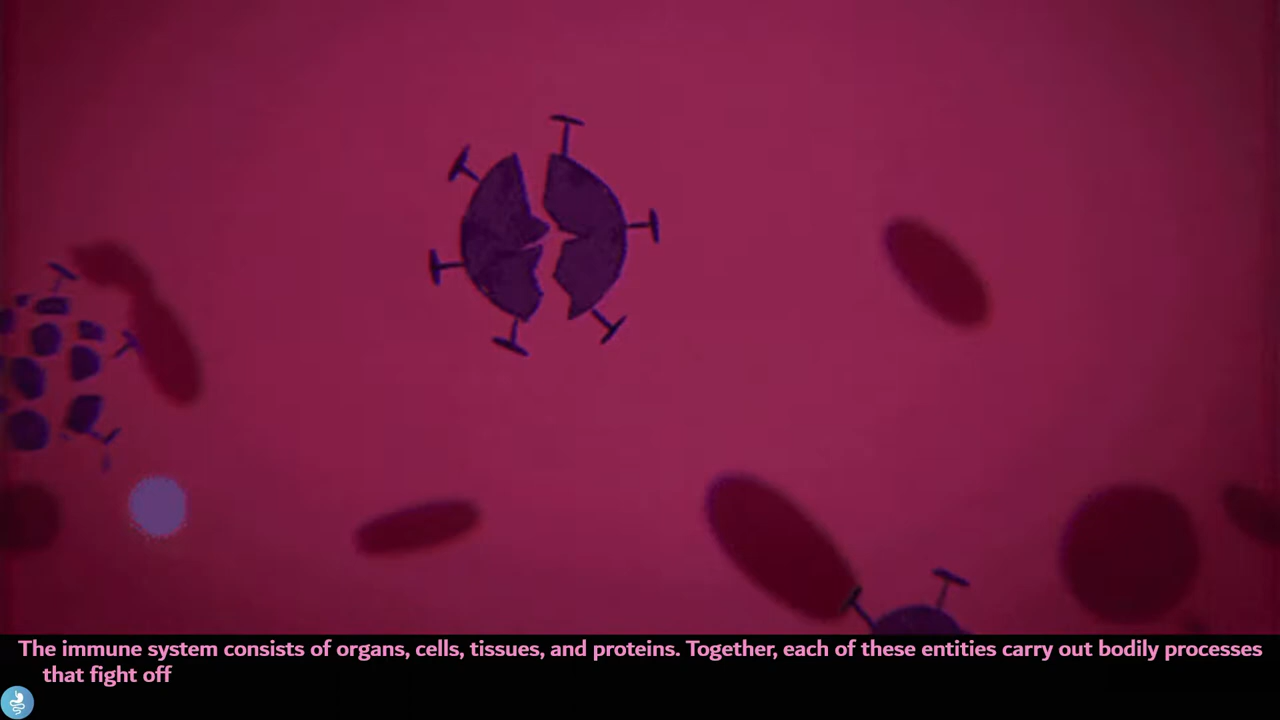 The immune system consists of organs, cells, tissues, and proteins. Together, each of these entities carry out bodily processes
that fight off